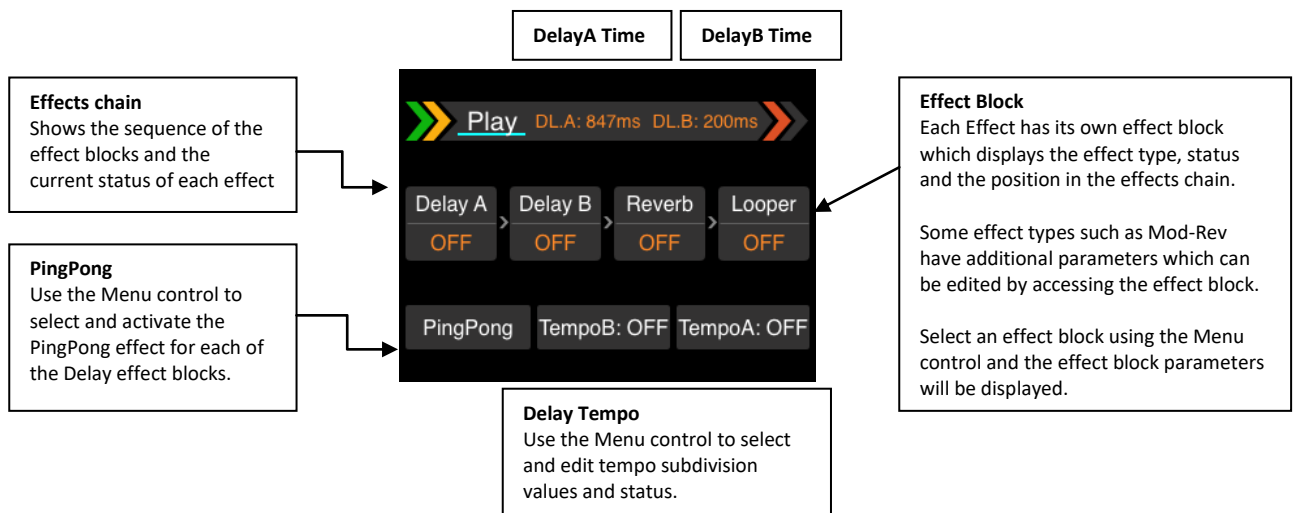 DelayA Time
DelayB Time
Effects chain
Shows the sequence of the
effect blocks and the
current status of each effect
PingPong
Use the Menu control to
select and activate the
PingPong effect for each of
the Delay effect blocks.
Play DL.A: 847ms DL.B: 200ms
Delay A > Delay B > Reverb > Looper
OFF OFF OFF OFF
PingPong TempoB: OFF TempoA: OFF
Delay Tempo
Use the Menu control to select
and edit tempo subdivision
values and status.
Effect Block
Each Effect has its own effect block
which displays the effect type, status
and the position in the effects chain.
Some effect types such as Mod-Rev
have additional parameters which can
be edited by accessing the effect block.
Select an effect block using the Menu
control and the effect block parameters
will be displayed.